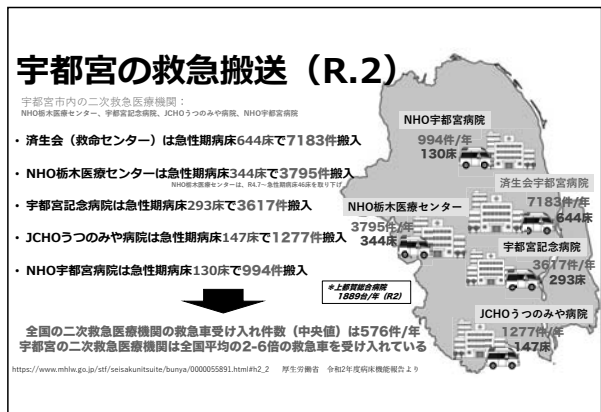 宇都宮の救急搬送（R.2）
宇都宮市内の二次救急医療機関：
NHO栃木医療センター、宇都宮記念病院、JCHOうつのみや病院、NHO宇都宮病院
・ 済生会（救命センター）は急性期病床644床で7183件搬入
・ NHO栃木医療センターは急性期病床344床で3795件搬入
NHO栃木医療センターは、R4.7～急性期病床46床を取り下げ
・ 宇都宮記念病院は急性期病床293床で3617件搬入
・ JCHOうつのみや病院は急性期病床147床で1277件搬入
・ NHO宇都宮病院は急性期病床130床で994件搬入
NHO宇都宮病院
994件/年
130床
済生会宇都宮病院
7183件/年
644床
NHO栃木医療センター
3795件/年
344床
宇都宮記念病院
3617件/年
293床
JCHOうつのみや病院
1277件/年
147床
＊上都賀総合病院
1889台/年（R2）
全国の二次救急医療機関の救急車受け入れ件数（中央値）は576件/年
宇都宮の二次救急医療機関は全国平均の2-6倍の救急車を受け入れている
https://www.mhlw.go.jp/stf/seisakunitsuite/bunya/0000055891.html#h2_2 厚生労働省 令和2年度病床機能報告より